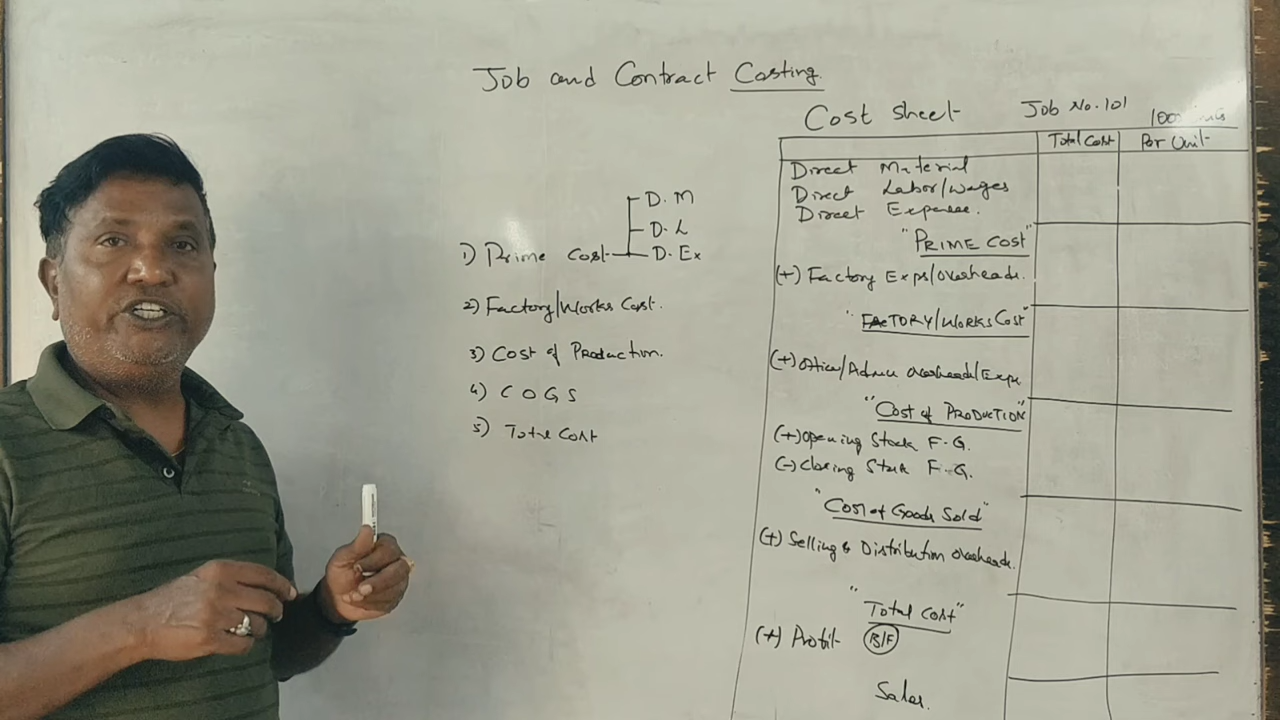 Job and Contract Costing
D. M
D. L
1) Prime Cost D. Ex
2) Factory/Works Cost.
3) Cost of Production.
4) C O G S
5) Total Cost
Cost Sheet Job No. 101
Total Cost Per Unit
Direct Material
Direct Labor/Wages
Direct Expense.
"PRIME COST"
(+) Factory Exps/Overheads.
"FACTORY/WORKS COST"
(+) Office/Admn Overheads/Exps.
"Cost of PRODUCTION"
(+) Opening Stock F.G.
(-) Closing Stock F.G.
"Cost of Goods Sold"
(+) Selling & Distribution Overheads.
"Total Cost"
(+) Profit B/F
Sales.